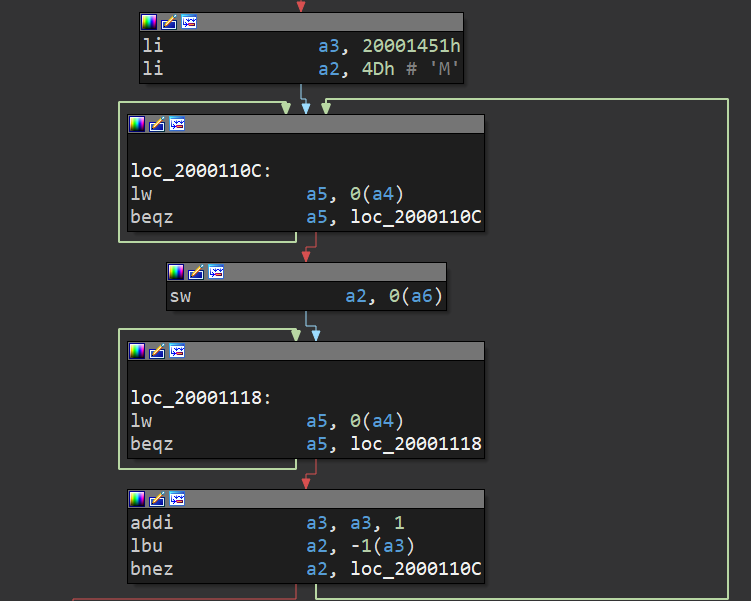 li a3, 20001451h
li a2, 4Dh # 'M'
loc_2000110C:
lw a5, 0(a4)
beqz a5, loc_2000110C
sw a2, 0(a6)
loc_20001118:
lw a5, 0(a4)
beqz a5, loc_20001118
addi a3, a3, 1
lbu a2, -1(a3)
bnez a2, loc_2000110C